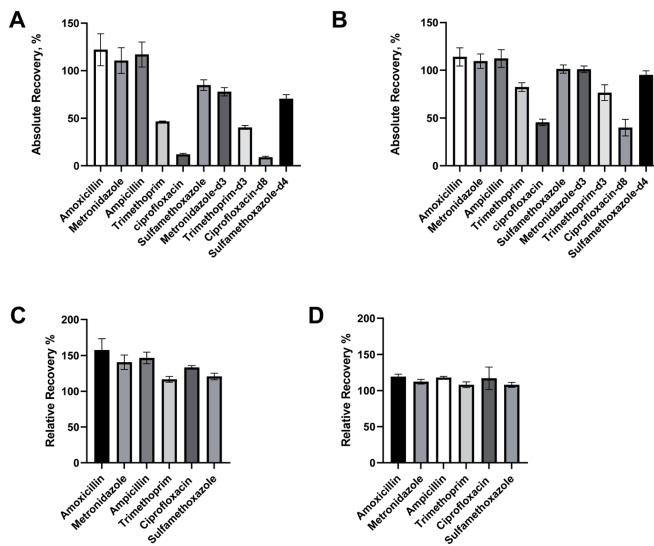 A
Absolute Recovery, %
150
100
50
0
Amoxicillin
Metronidazole
Ampicillin
Trimethoprim
ciprofloxacin
Sulfamethoxazole
Metronidazole-d3
Trimethoprim-d3
Ciprofloxacin-d8
Sulfamethoxazole-d4
B
Absolute Recovery, %
150
100
50
0
Amoxicillin
Metronidazole
Ampicillin
Trimethoprim
ciprofloxacin
Sulfamethoxazole
Metronidazole-d3
Trimethoprim-d3
Ciprofloxacin-d8
Sulfamethoxazole-d4
C
Relative Recovery %
200
150
100
50
0
Amoxicillin
Metronidazole
Ampicillin
Trimethoprim
Ciprofloxacin
Sulfamethoxazole
D
Relative Recovery %
200
150
100
50
0
Amoxicillin
Metronidazole
Ampicillin
Trimethoprim
Ciprofloxacin
Sulfamethoxazole